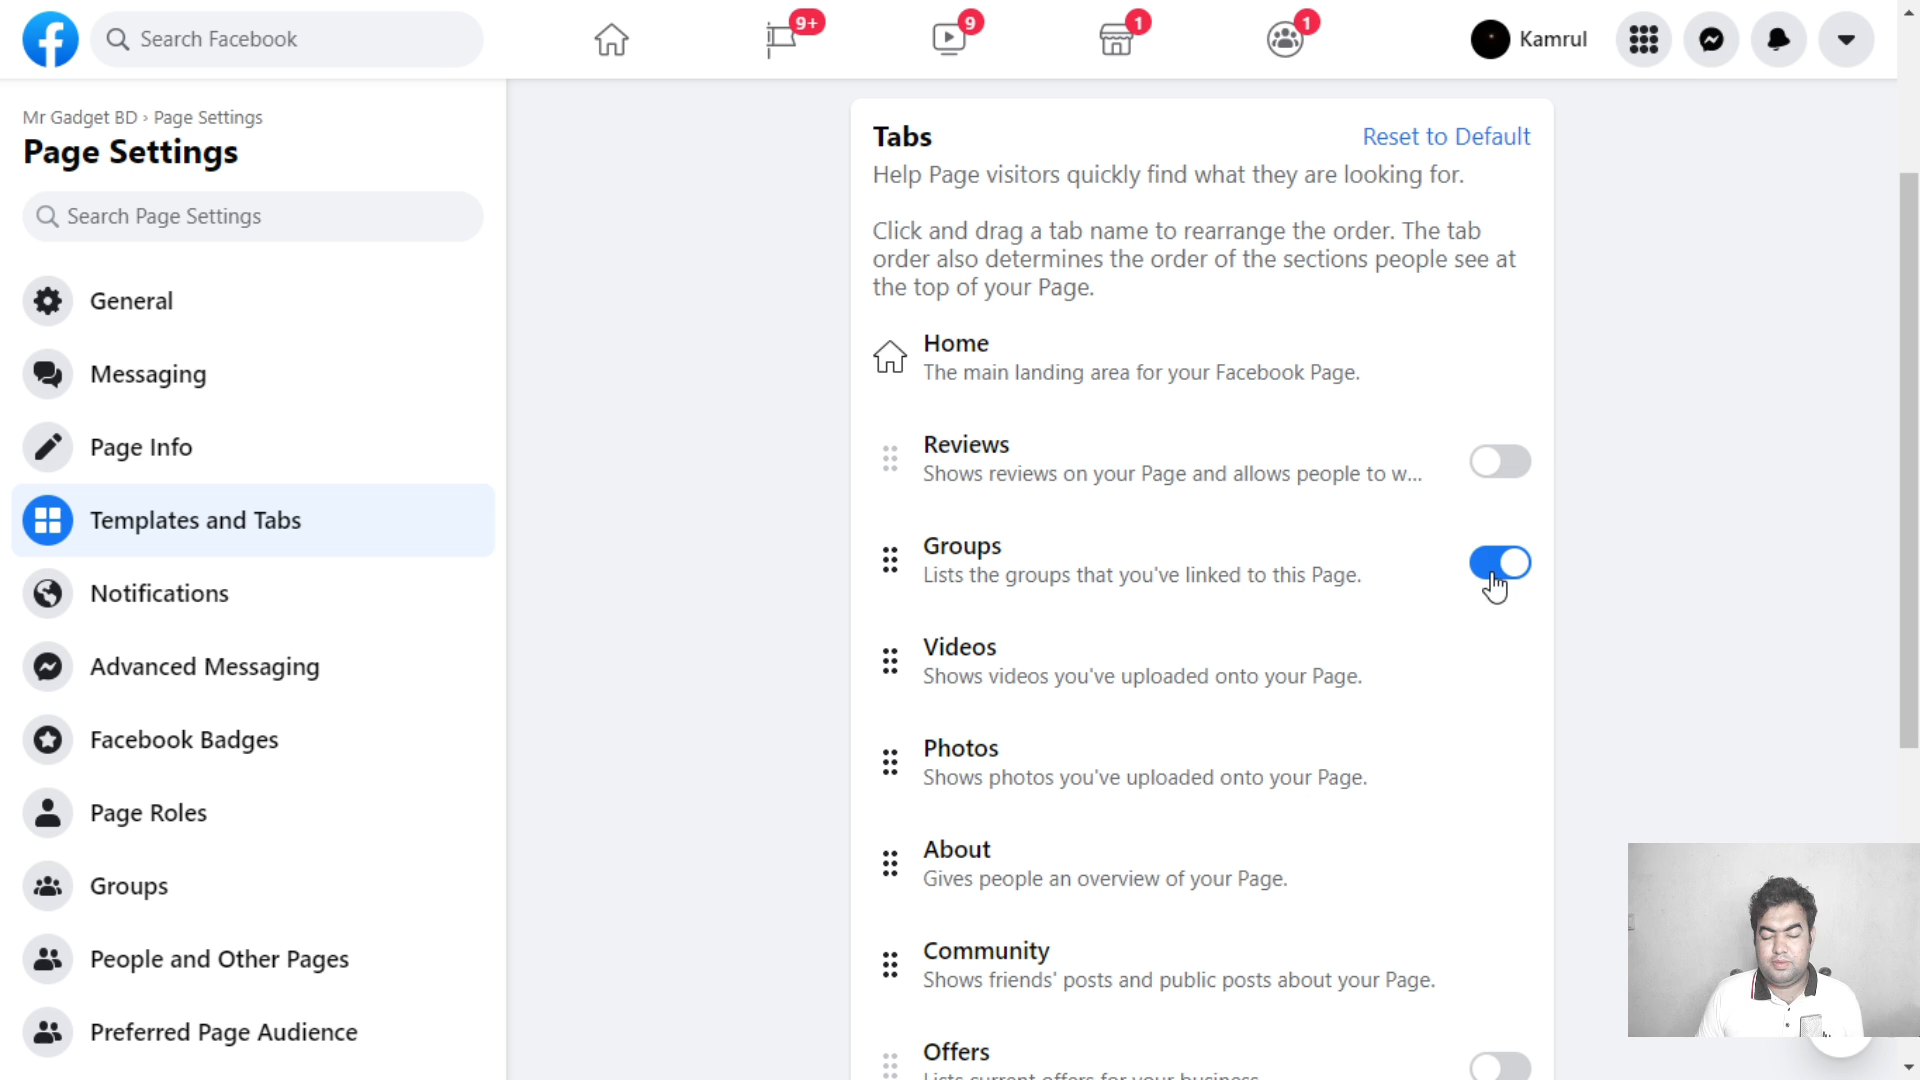 Search Facebook
9+
9
1
1
Kamrul
Mr Gadget BD › Page Settings
Page Settings
Search Page Settings
General
Messaging
Page Info
Templates and Tabs
Notifications
Advanced Messaging
Facebook Badges
Page Roles
Groups
People and Other Pages
Preferred Page Audience
Tabs
Reset to Default
Help Page visitors quickly find what they are looking for.
Click and drag a tab name to rearrange the order. The tab
order also determines the order of the sections people see at
the top of your Page.
Home
The main landing area for your Facebook Page.
Reviews
Shows reviews on your Page and allows people to w...
Groups
Lists the groups that you've linked to this Page.
Videos
Shows videos you've uploaded onto your Page.
Photos
Shows photos you've uploaded onto your Page.
About
Gives people an overview of your Page.
Community
Shows friends' posts and public posts about your Page.
Offers
Lists current offers for your business.